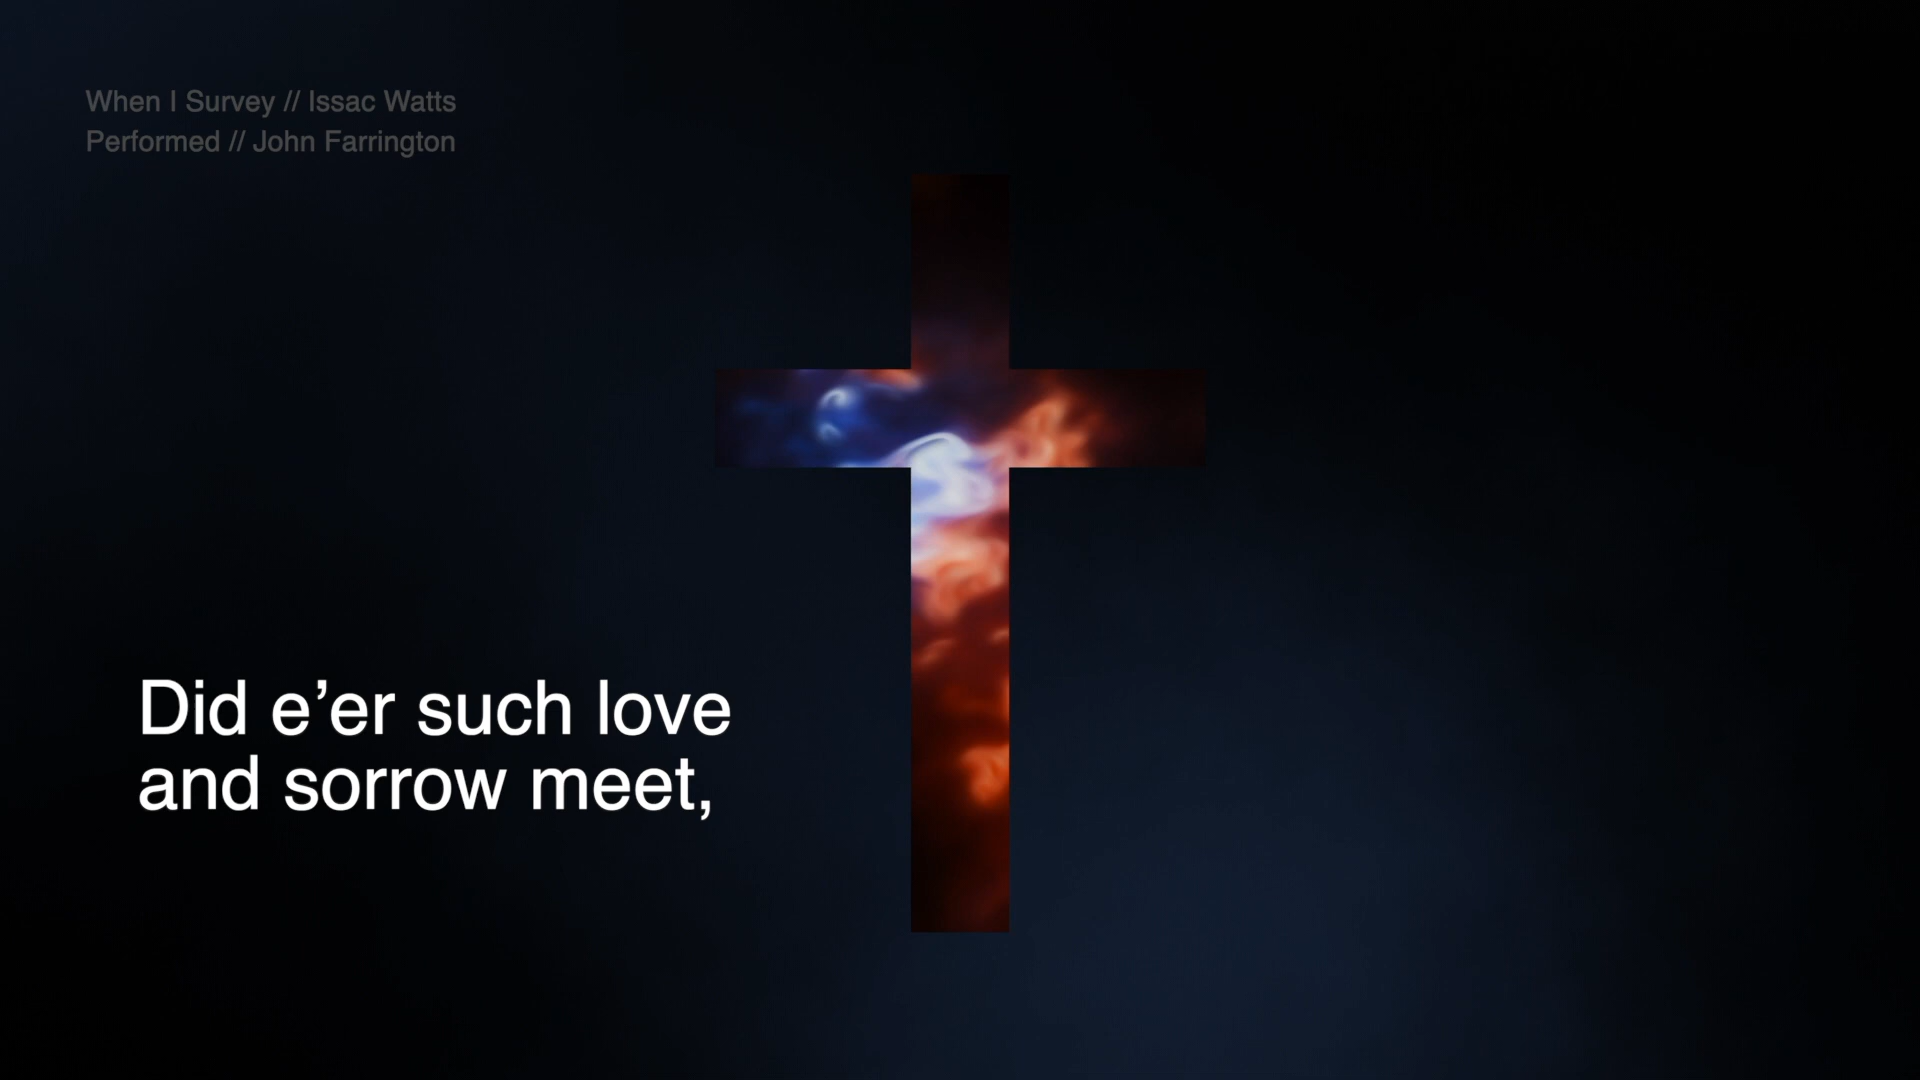 When I Survey // Issac Watts
Performed // John Farrington
Did e’er such love
and sorrow meet,